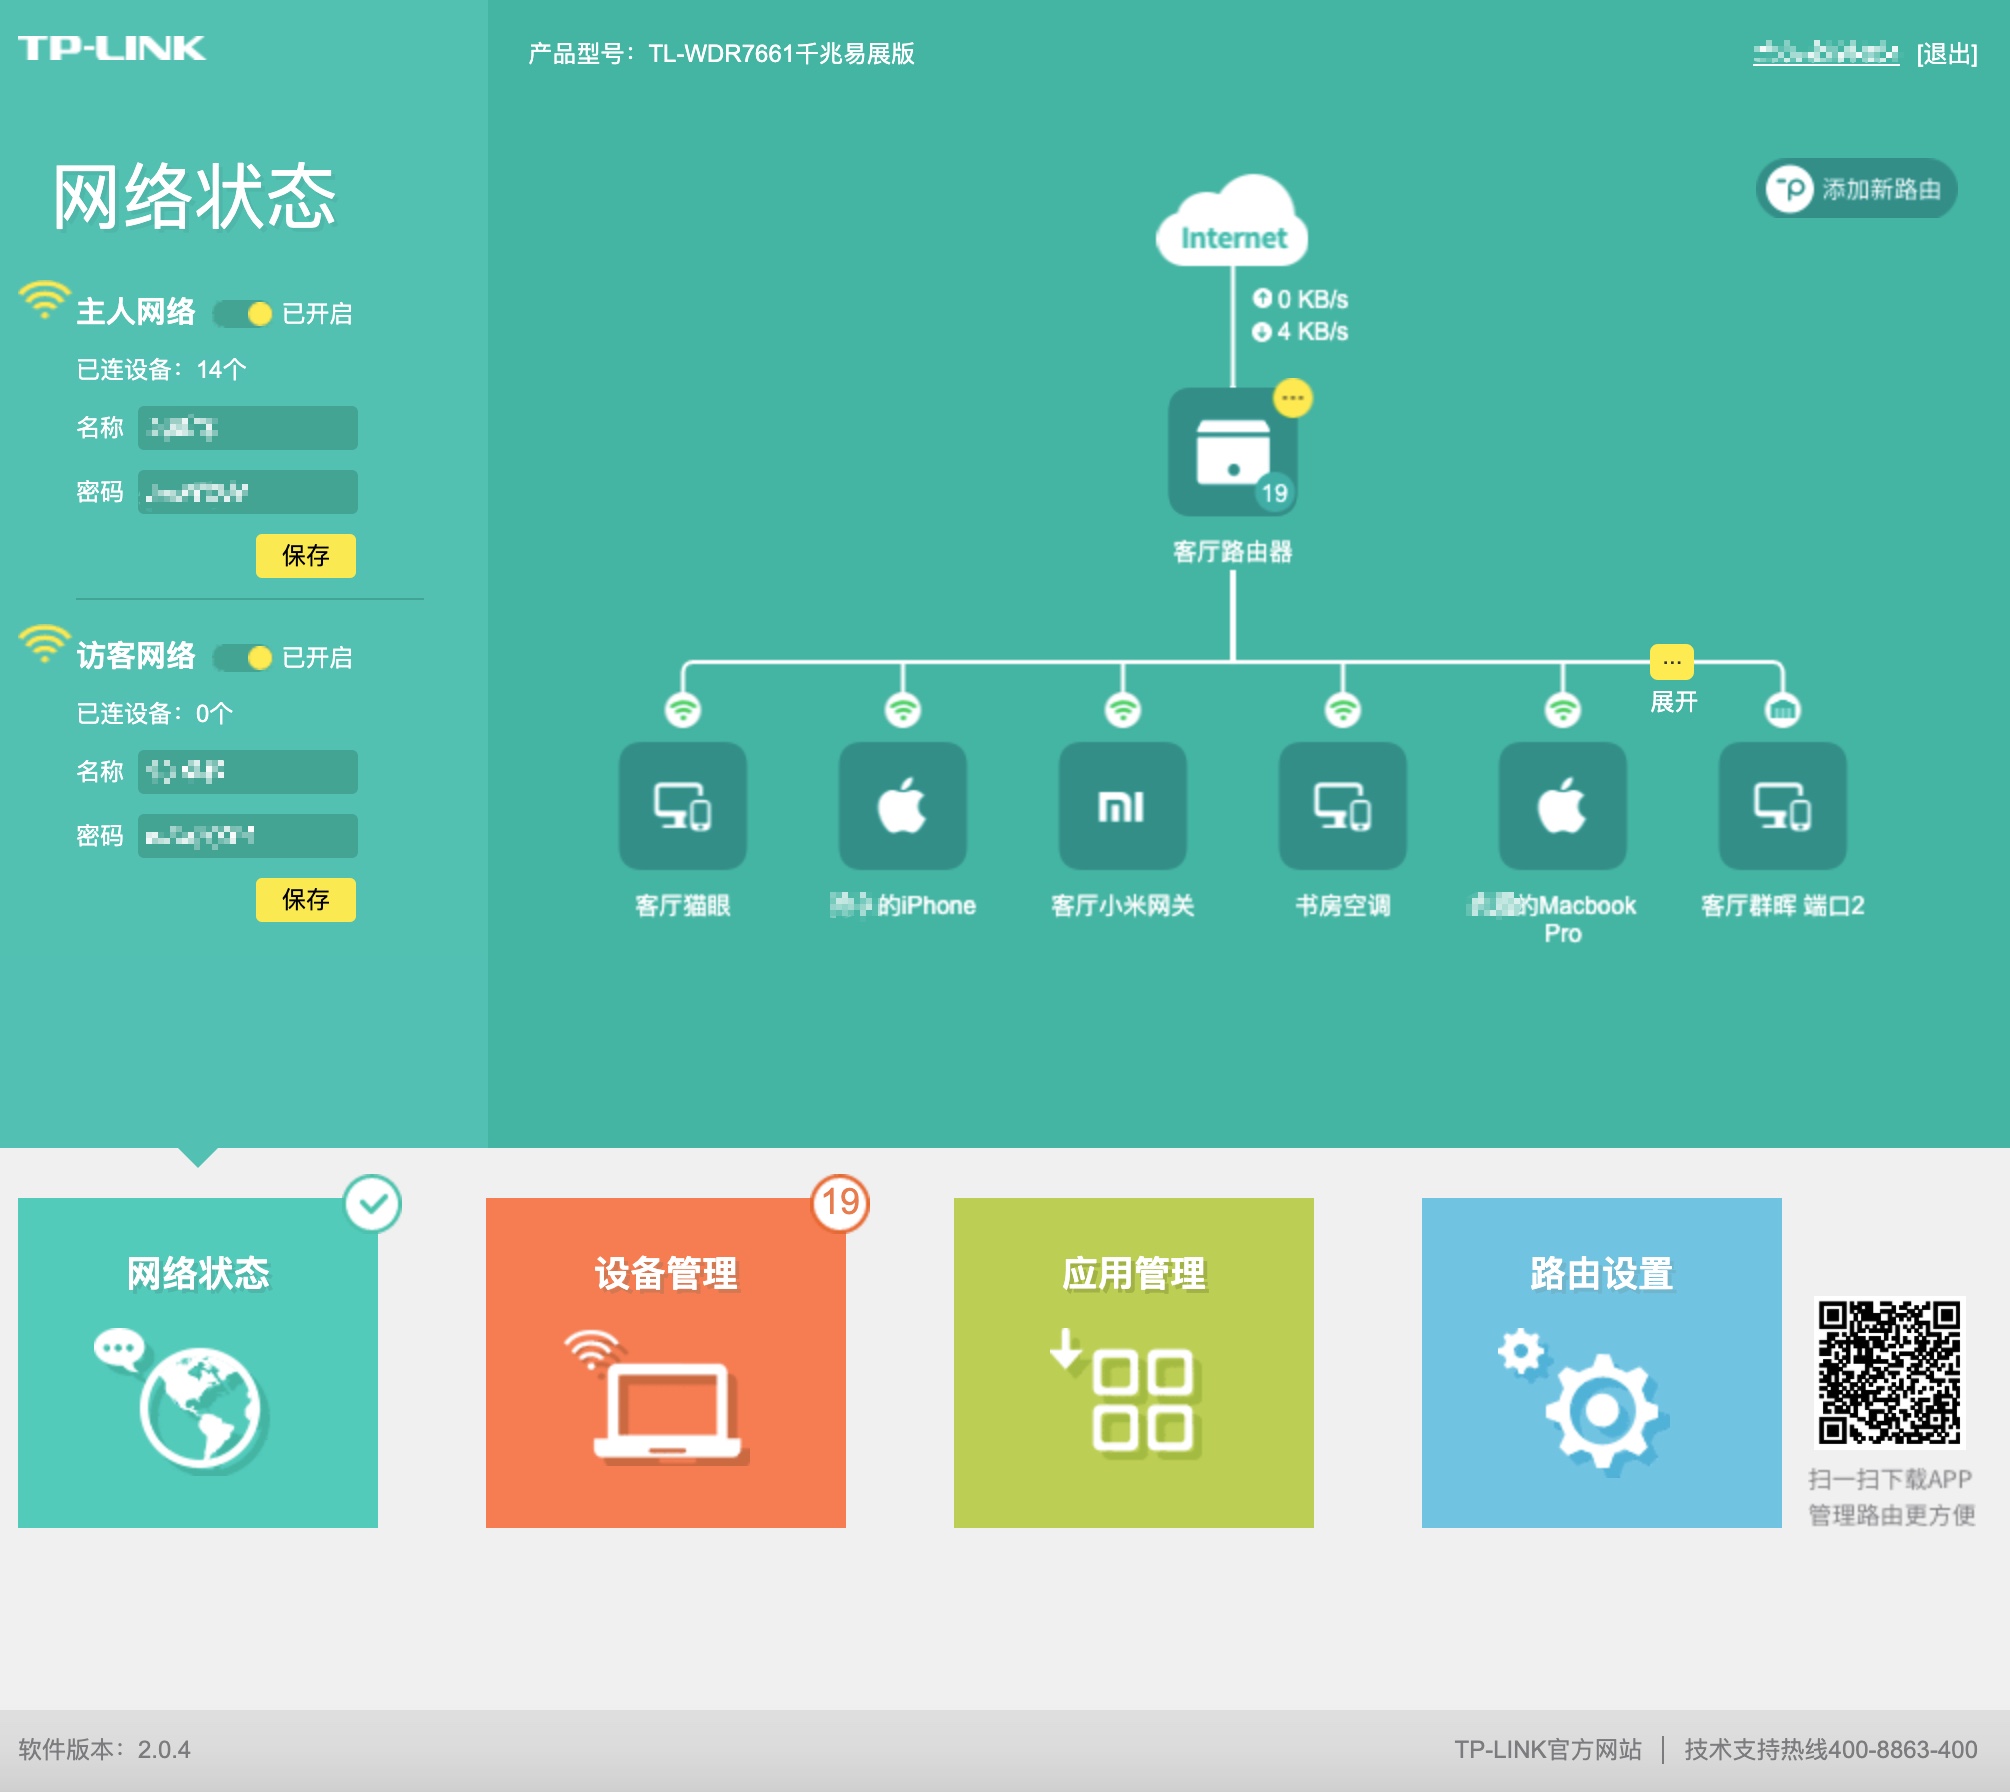 TP-LINK
产品型号：TL-WDR7661千兆易展版
[退出]
网络状态
添加新路由
主人网络 已开启
已连设备：14个
名称
密码
保存
访客网络 已开启
已连设备：0个
名称
密码
保存
Internet
0 KB/s
4 KB/s
...
19
客厅路由器
...
展开
客厅猫眼
的iPhone
mi
客厅小米网关
书房空调
的Macbook
Pro
客厅群晖 端口2
网络状态
19
设备管理
应用管理
路由设置
扫一扫下载APP
管理路由更方便
软件版本：2.0.4
TP-LINK官方网站 | 技术支持热线400-8863-400